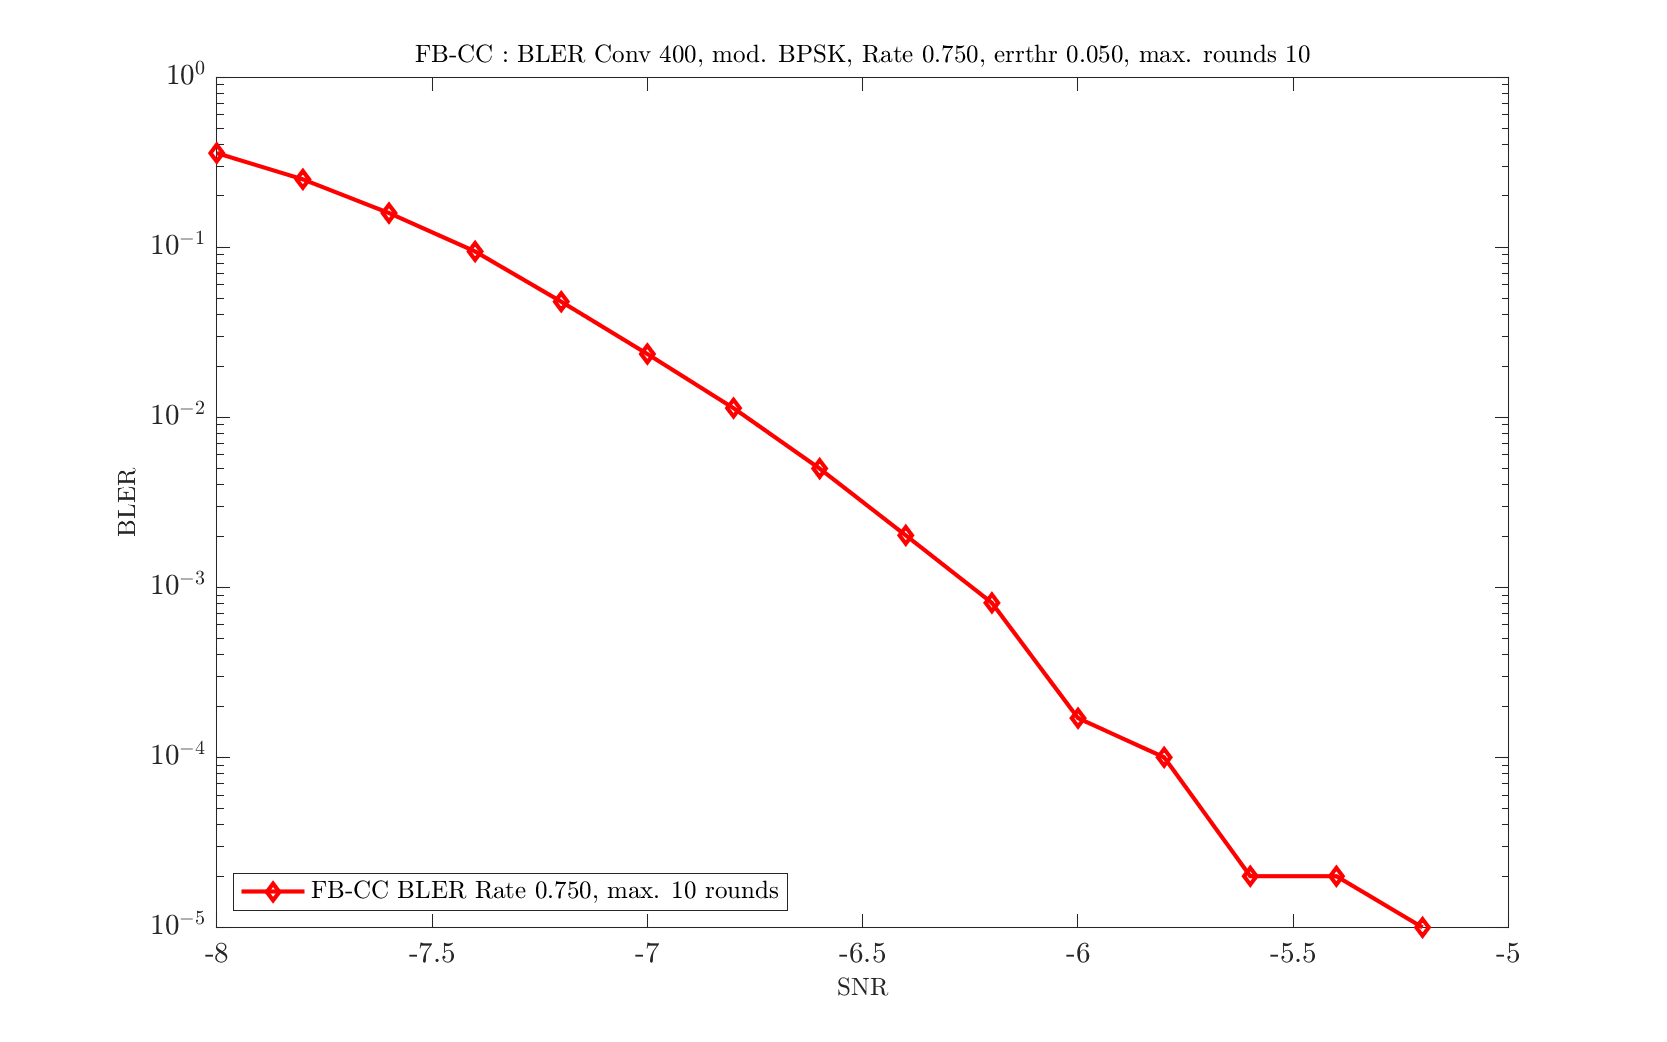 FB-CC : BLER Conv 400, mod. BPSK, Rate 0.750, errthr 0.050, max. rounds 10
10⁰
10⁻¹
10⁻²
10⁻³
10⁻⁴
10⁻⁵
BLER
FB-CC BLER Rate 0.750, max. 10 rounds
-8 -7.5 -7 -6.5 -6 -5.5 -5
SNR